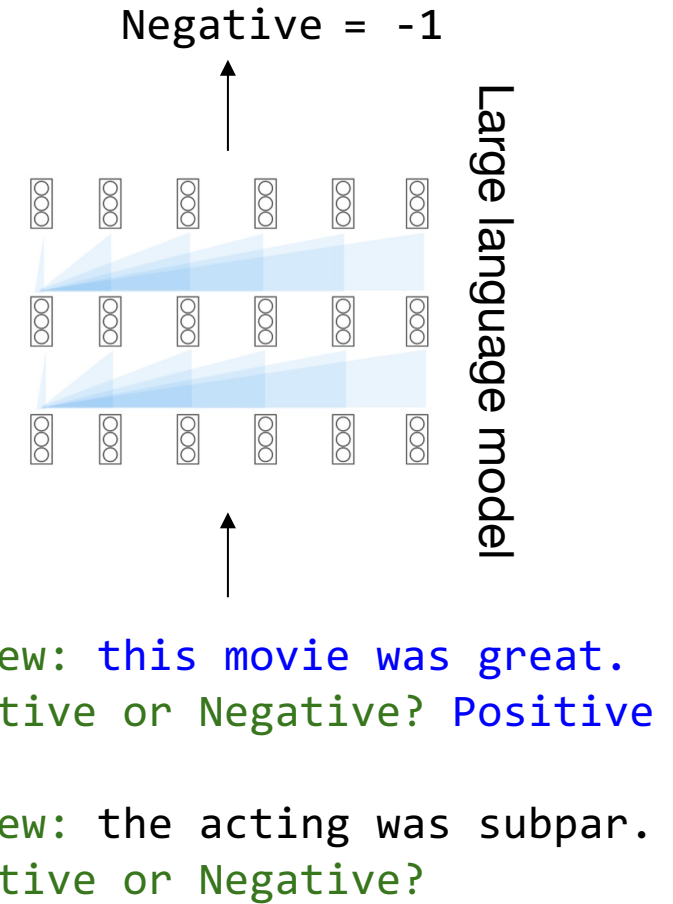 Negative = -1
Large language model
ew: this movie was great.
tive or Negative? Positive
ew: the acting was subpar.
tive or Negative?